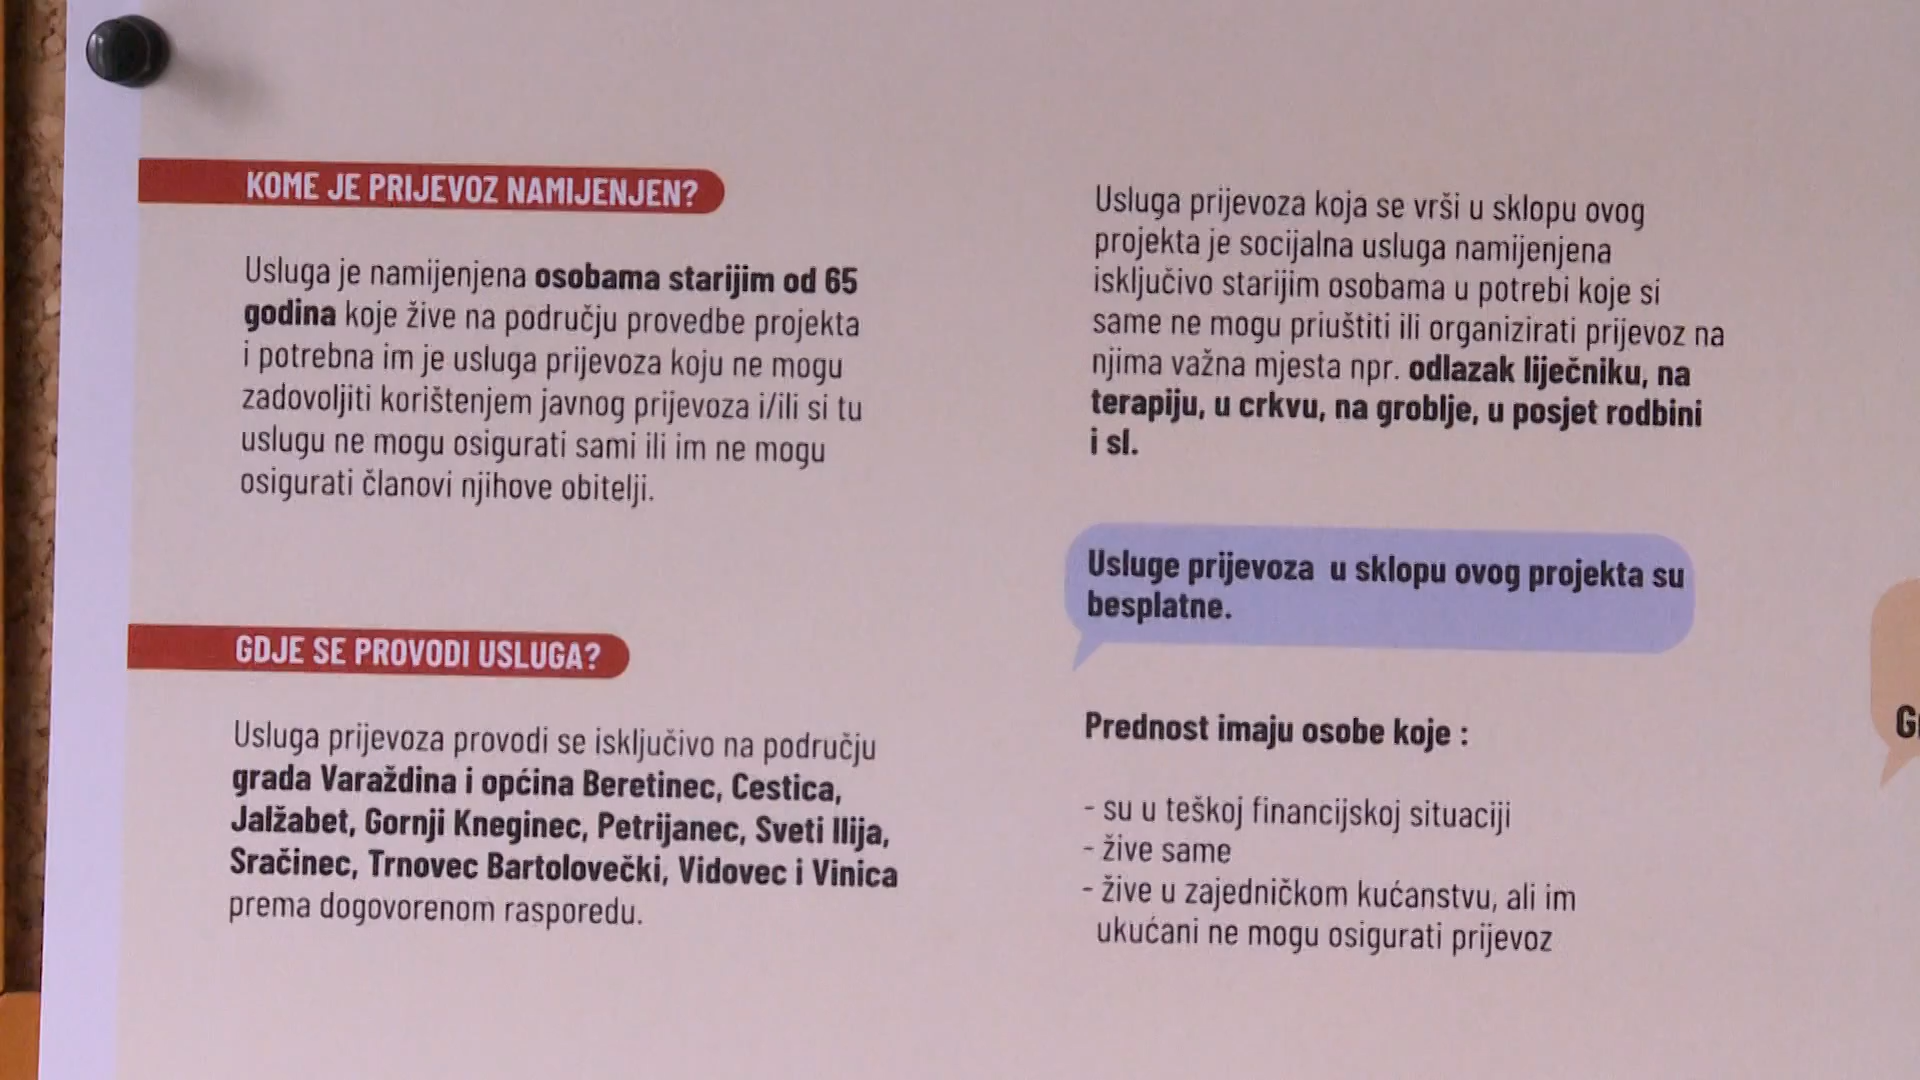 KOME JE PRIJEVOZ NAMIJENJEN?
Usluga je namijenjena osobama starijim od 65
godina koje žive na području provedbe projekta
i potrebna im je usluga prijevoza koju ne mogu
zadovoljiti korištenjem javnog prijevoza i/ili si tu
uslugu ne mogu osigurati sami ili im ne mogu
osigurati članovi njihove obitelji.
GDJE SE PROVODI USLUGA?
Usluga prijevoza provodi se isključivo na području
grada Varaždina i općina Beretinec, Cestica,
Jalžabet, Gornji Kneginec, Petrijanec, Sveti Ilija,
Sračinec, Trnovec Bartolovečki, Vidovec i Vinica
prema dogovorenom rasporedu.
Usluga prijevoza koja se vrši u sklopu ovog
projekta je socijalna usluga namijenjena
isključivo starijim osobama u potrebi koje si
same ne mogu priuštiti ili organizirati prijevoz na
njima važna mjesta npr. odlazak liječniku, na
terapiju, u crkvu, na groblje, u posjet rodbini
i sl.
Usluge prijevoza u sklopu ovog projekta su
besplatne.
Prednost imaju osobe koje :
- su u teškoj financijskoj situaciji
- žive same
- žive u zajedničkom kućanstvu, ali im
ukućani ne mogu osigurati prijevoz